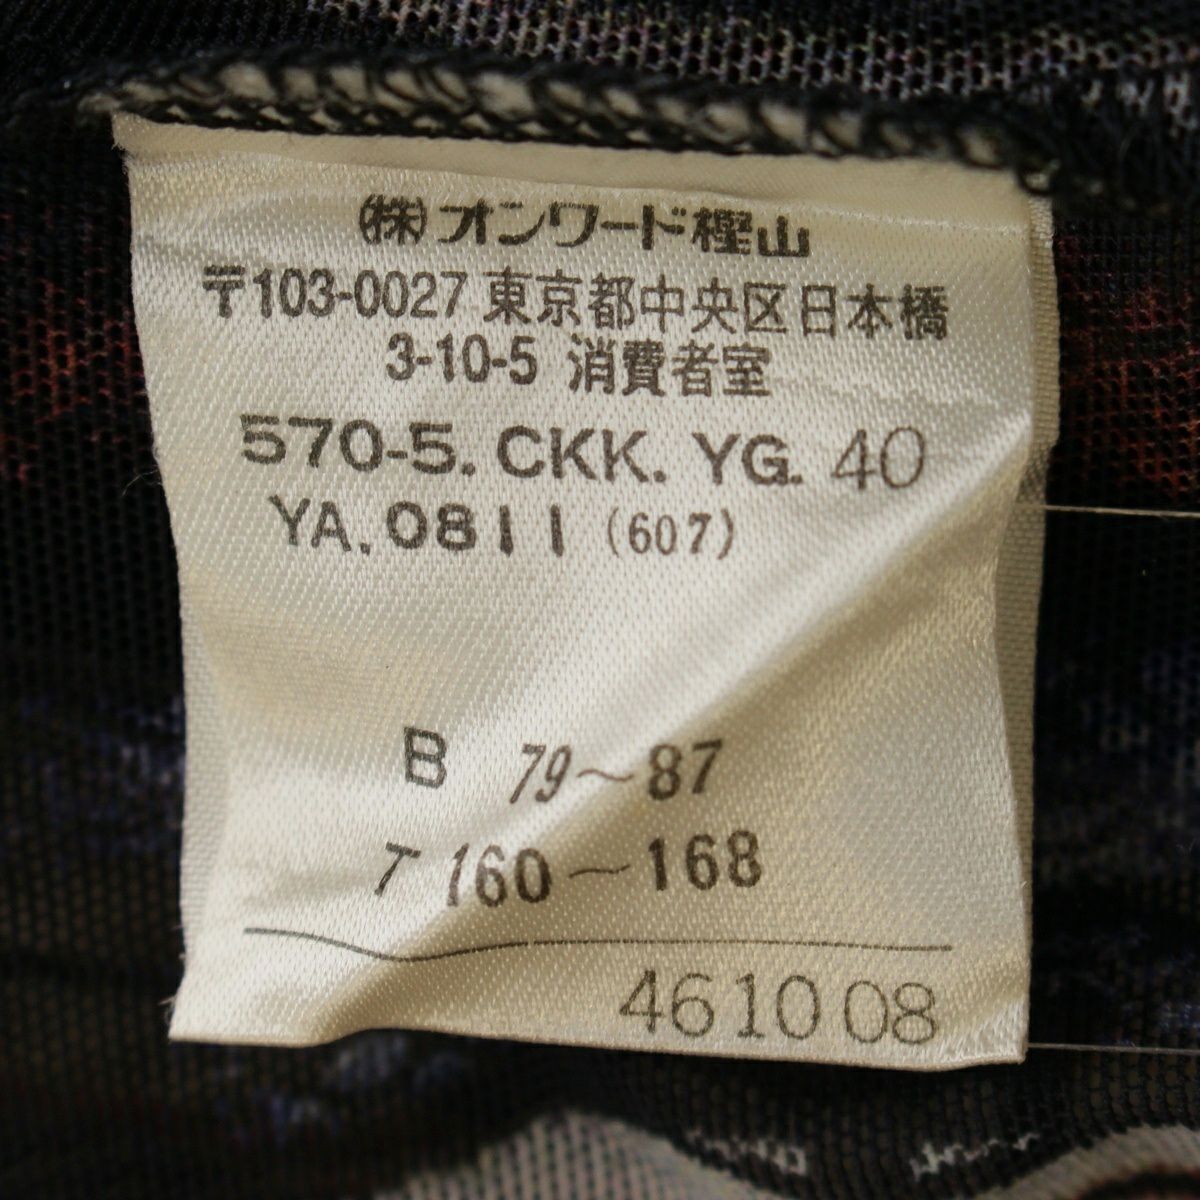 ㈱オンワード樫山
〒103-0027 東京都中央区日本橋
3-10-5 消費者室
570-5. CKK. YG. 40
YA. 0811 (607)
B 79～87
T 160～168
461008